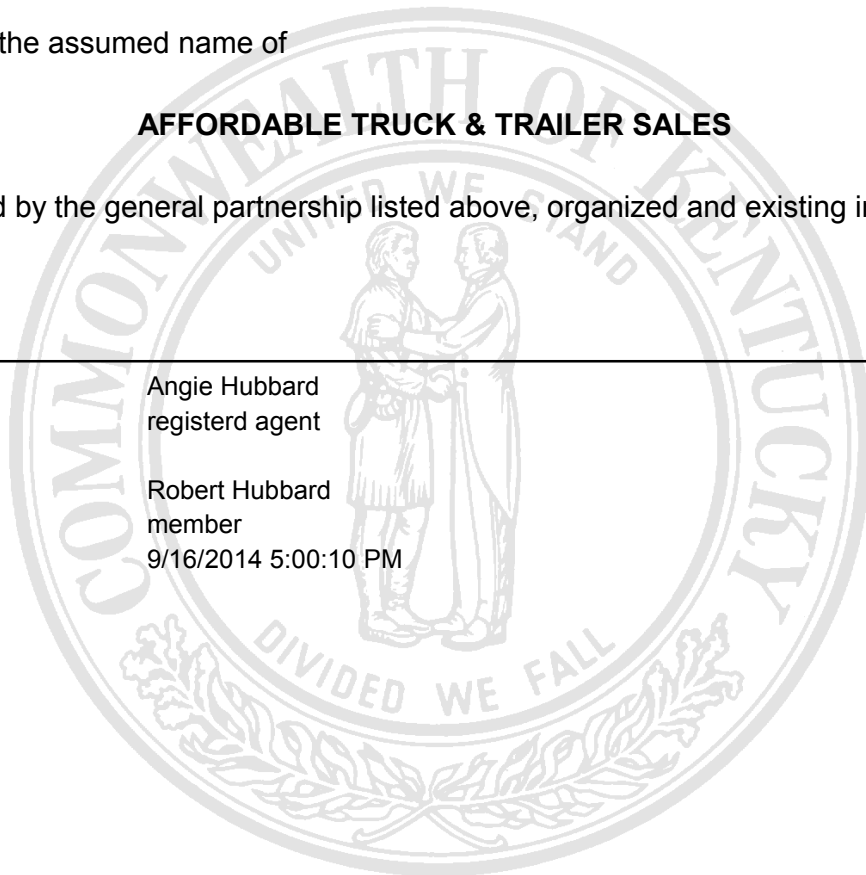 the assumed name of
AFFORDABLE TRUCK & TRAILER SALES
by the general partnership listed above, organized and existing
Angie Hubbard
registerd agent
Robert Hubbard
member
9/16/2014 5:00:10 PM
COMMONWEALTH OF KENTUCKY
UNITED WE STAND
DIVIDED WE FALL